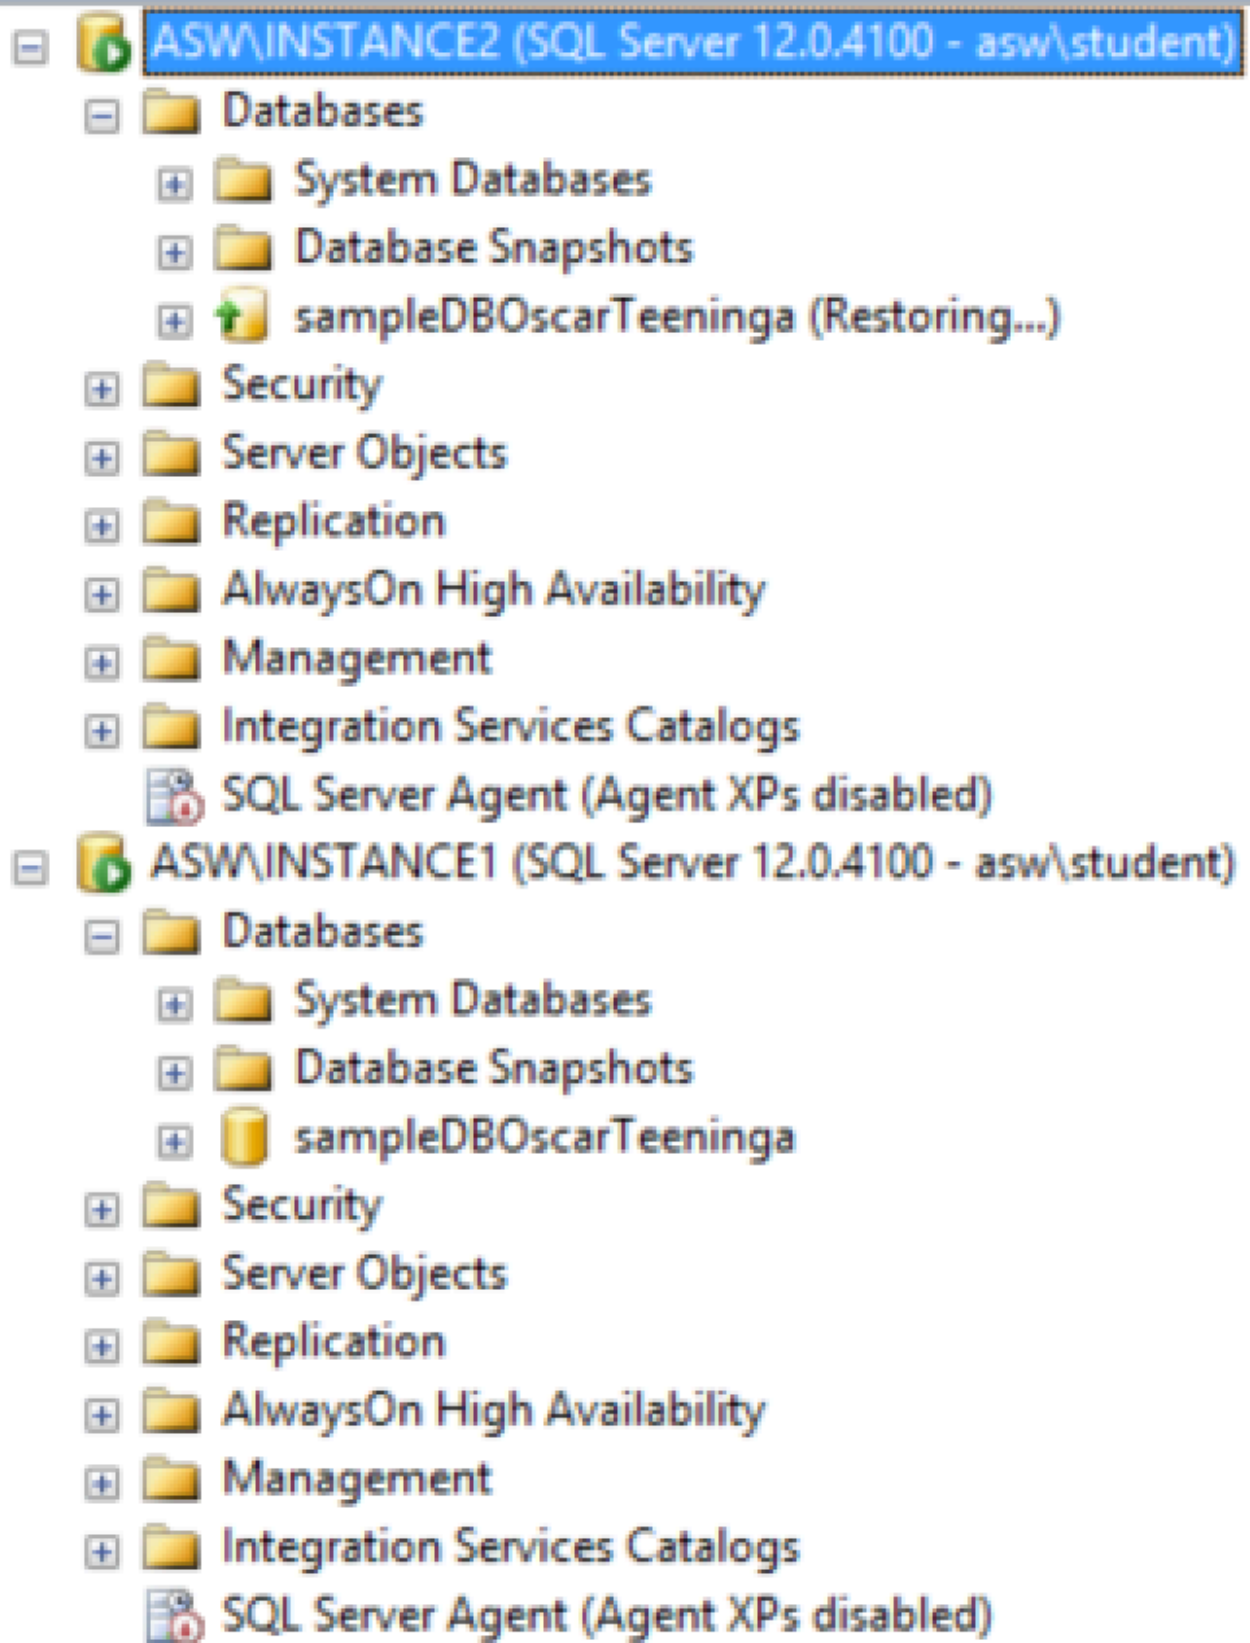 ASW\INSTANCE2 (SQL Server 12.0.4100 - asw\student)
Databases
System Databases
Database Snapshots
sampleDBOscarTeeninga (Restoring...)
Security
Server Objects
Replication
AlwaysOn High Availability
Management
Integration Services Catalogs
SQL Server Agent (Agent XPs disabled)
ASW\INSTANCE1 (SQL Server 12.0.4100 - asw\student)
Databases
System Databases
Database Snapshots
sampleDBOscarTeeninga
Security
Server Objects
Replication
AlwaysOn High Availability
Management
Integration Services Catalogs
SQL Server Agent (Agent XPs disabled)